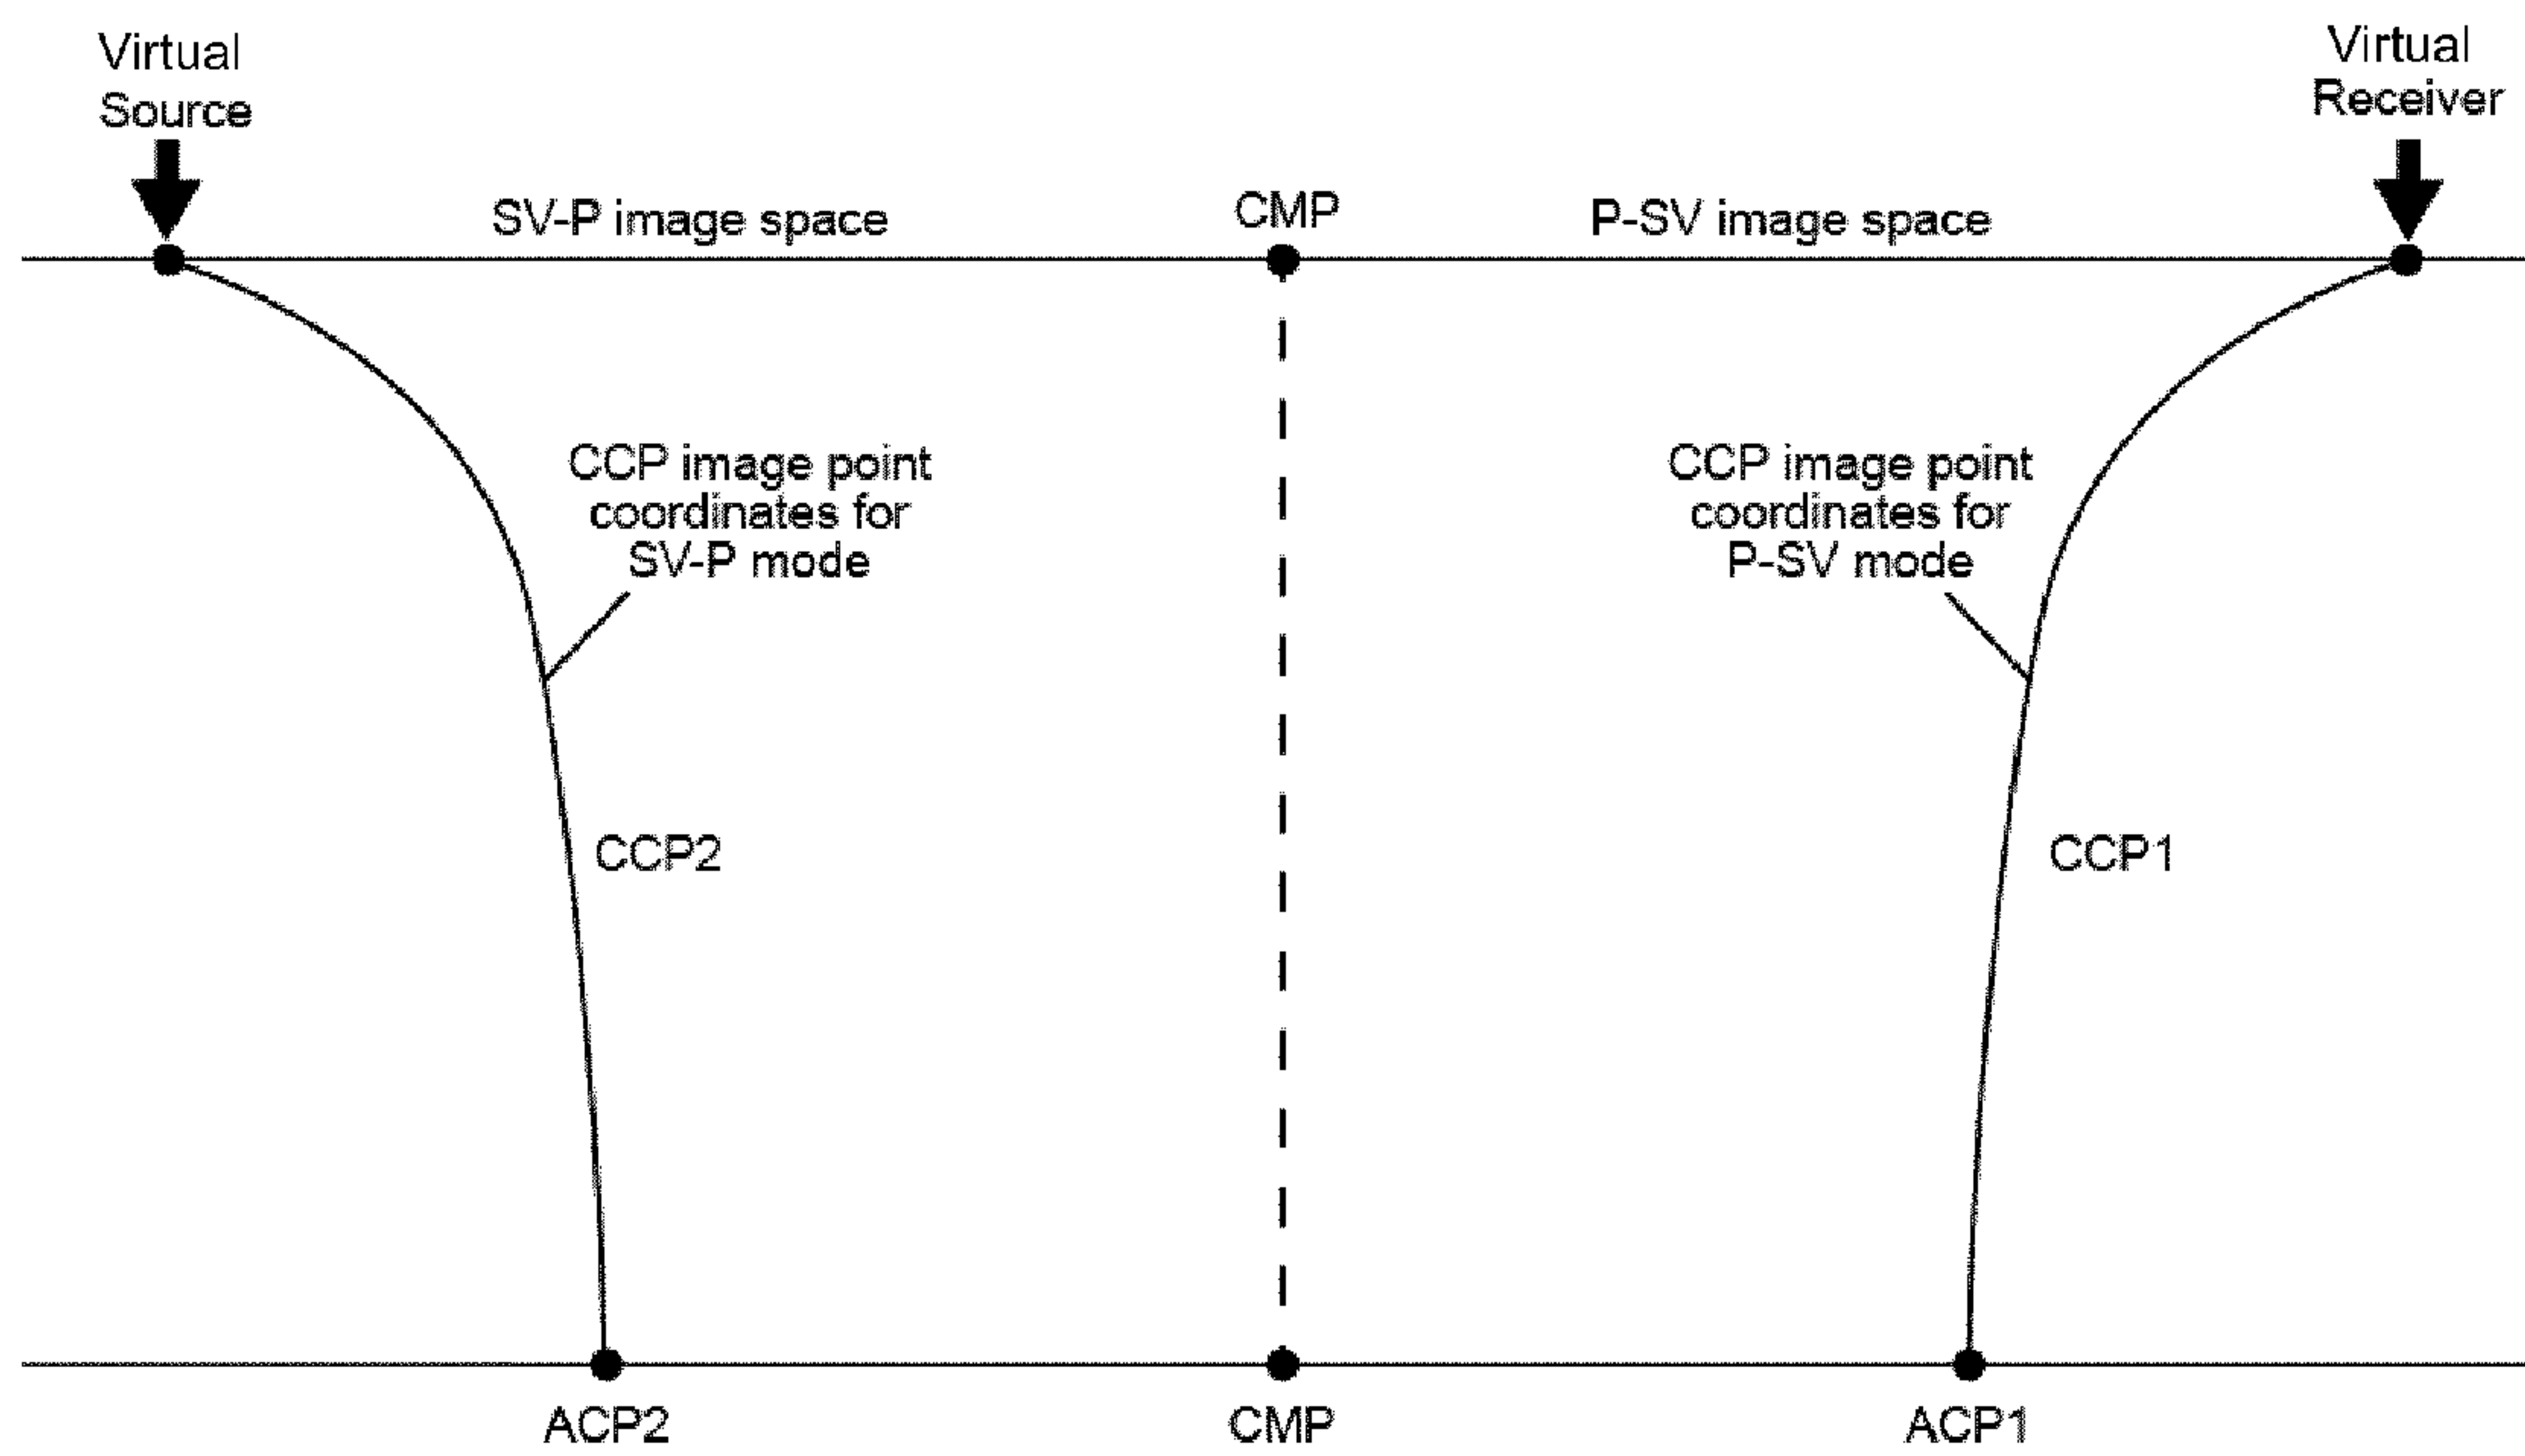 Virtual
Source
Virtual
Receiver
SV-P image space
CMP
P-SV image space
CCP image point
coordinates for
SV-P mode
CCP image point
coordinates for
P-SV mode
CCP2
CCP1
ACP2
CMP
ACP1